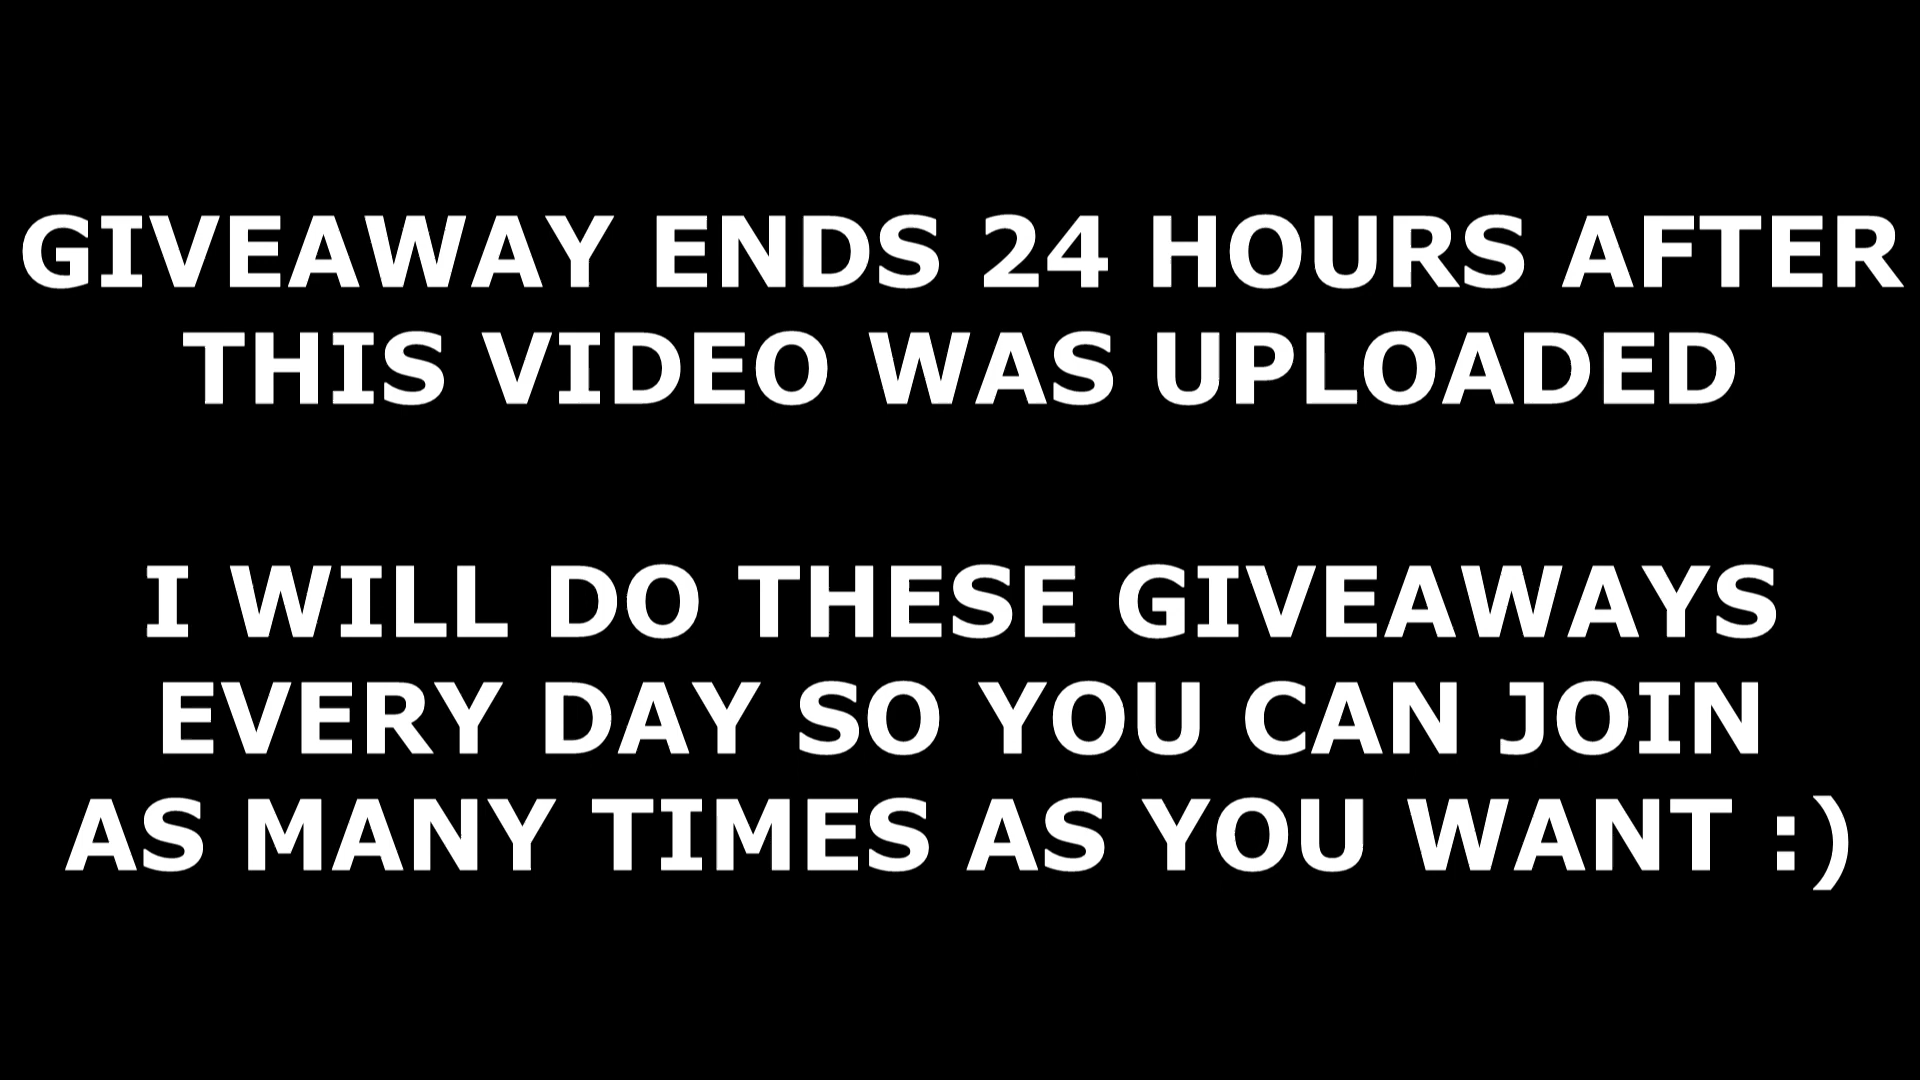 GIVEAWAY ENDS 24 HOURS AFTER
THIS VIDEO WAS UPLOADED
I WILL DO THESE GIVEAWAYS
EVERY DAY SO YOU CAN JOIN
AS MANY TIMES AS YOU WANT :)